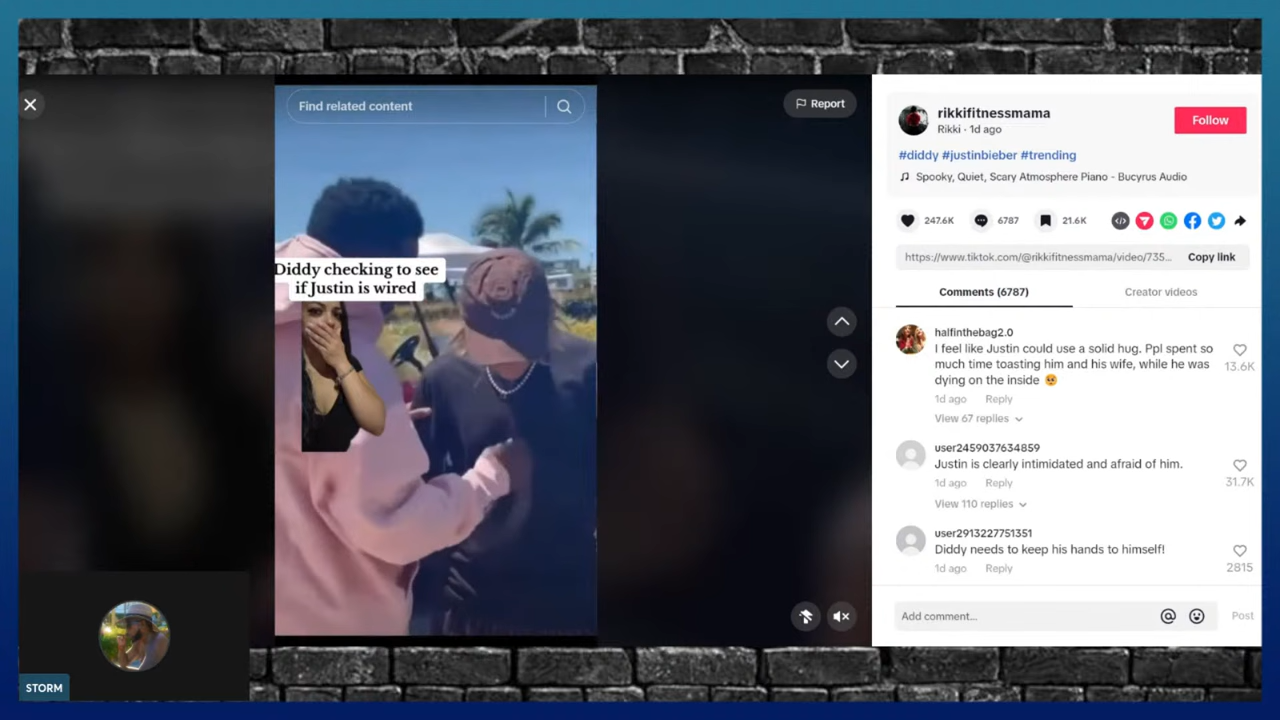 Find related content
Report
Diddy checking to see
if Justin is wired
STORM
rikkifitnessmama
Rikki · 1d ago
Follow
#diddy #justinbieber #trending
Spooky, Quiet, Scary Atmosphere Piano - Bucyrus Audio
247.6K
6787
21.6K
https://www.tiktok.com/@rikkifitnessmama/video/735...
Copy link
Comments (6787)
Creator videos
halfinthebag2.0
I feel like Justin could use a solid hug. Ppl spent so
much time toasting him and his wife, while he was
dying on the inside 🥺
13.6K
1d ago Reply
View 67 replies
user2459037634859
Justin is clearly intimidated and afraid of him.
31.7K
1d ago Reply
View 110 replies
user2913227751351
Diddy needs to keep his hands to himself!
2815
1d ago Reply
Add comment...
Post